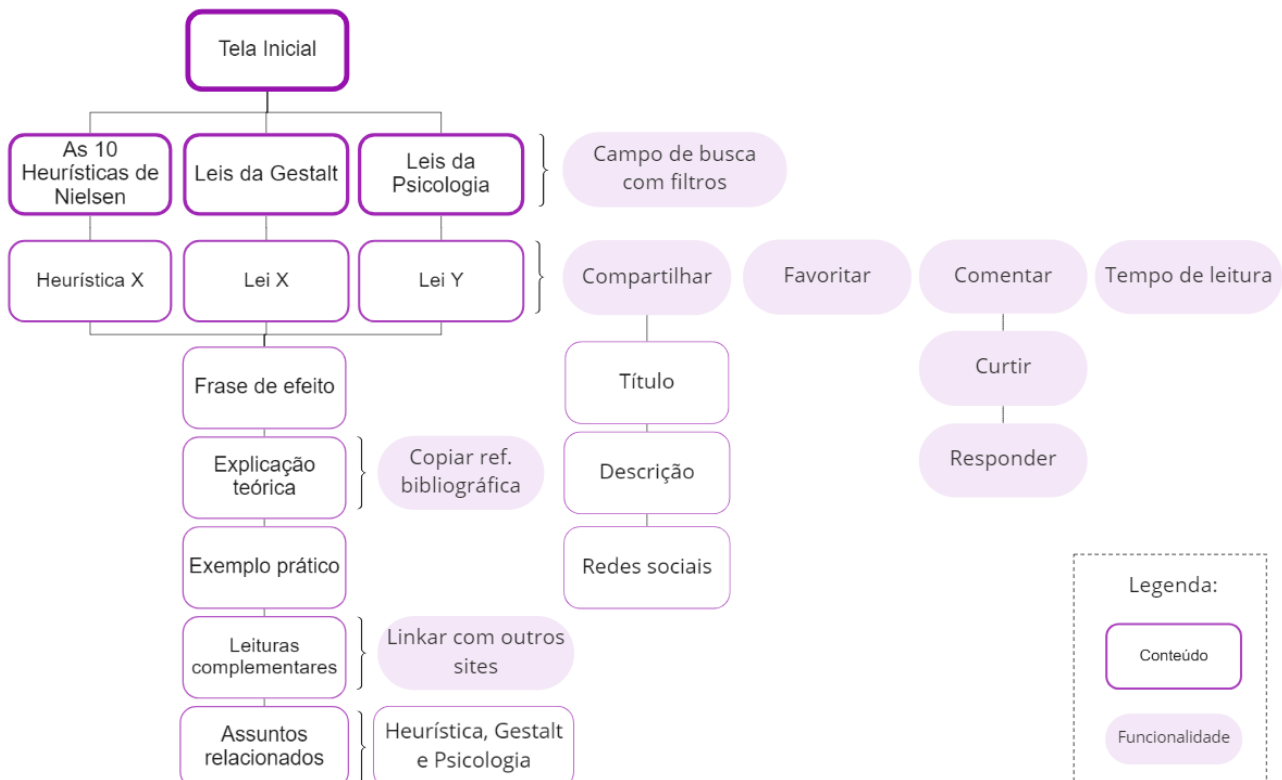 Tela Inicial
As 10
Heurísticas de
Nielsen
Leis da Gestalt
Leis da
Psicologia
Campo de busca
com filtros
Heurística X
Lei X
Lei Y
Compartilhar
Favoritar
Comentar
Tempo de leitura
Frase de efeito
Título
Curtir
Explicação
teórica
Copiar ref.
bibliográfica
Descrição
Responder
Exemplo prático
Redes sociais
Leituras
complementares
Linkar com outros
sites
Assuntos
relacionados
Heurística, Gestalt
e Psicologia
Legenda:
Conteúdo
Funcionalidade